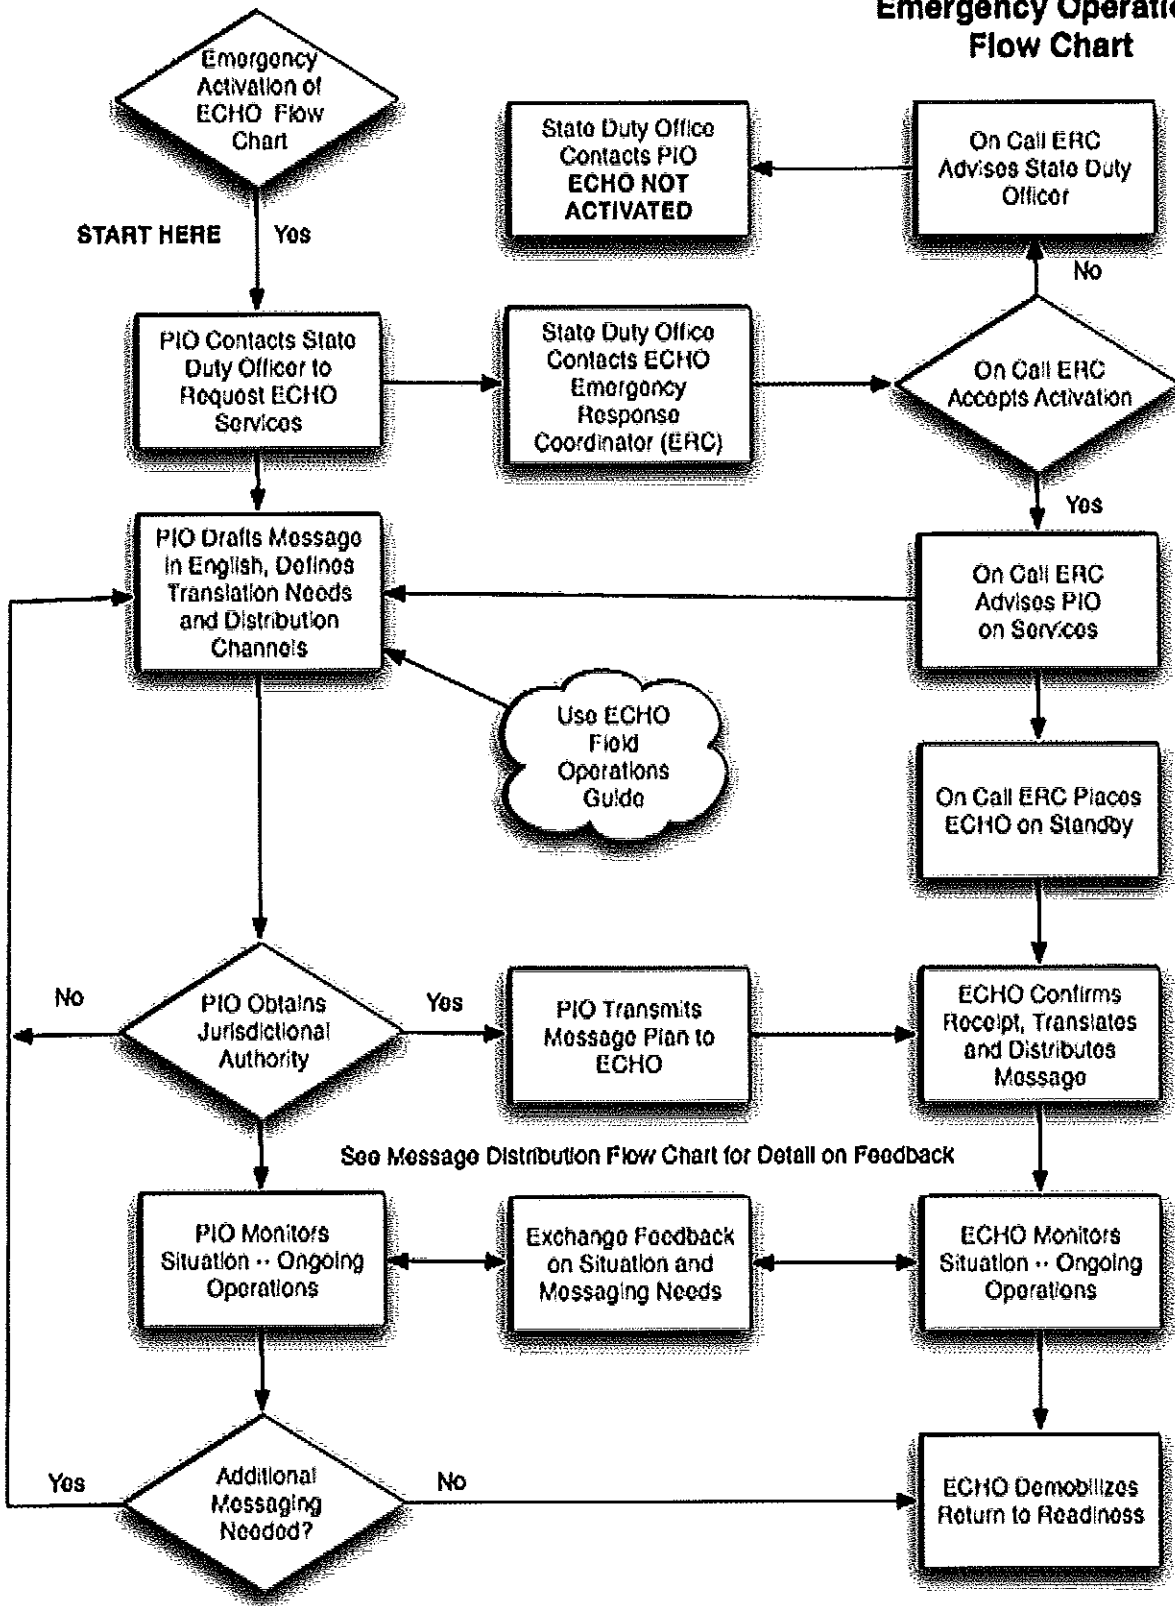 Emergency Operatio
Flow Chart
Emergency
Activation of
ECHO Flow
Chart
START HERE
Yes
State Duty Office
Contacts PIO
ECHO NOT
ACTIVATED
On Call ERC
Advises State Duty
Officer
No
PIO Contacts State
Duty Officer to
Request ECHO
Services
State Duty Office
Contacts ECHO
Emergency
Response
Coordinator (ERC)
On Call ERC
Accepts Activation
Yes
PIO Drafts Message
in English, Defines
Translation Needs
and Distribution
Channels
On Call ERC
Advises PIO
on Services
Use ECHO
Field
Operations
Guide
On Call ERC Places
ECHO on Standby
No
PIO Obtains
Jurisdictional
Authority
Yes
PIO Transmits
Message Plan to
ECHO
ECHO Confirms
Receipt, Translates
and Distributes
Message
See Message Distribution Flow Chart for Detail on Feedback
PIO Monitors
Situation -- Ongoing
Operations
Exchange Feedback
on Situation and
Messaging Needs
ECHO Monitors
Situation -- Ongoing
Operations
Yes
Additional
Messaging
Needed?
No
ECHO Demobilizes
Return to Readiness